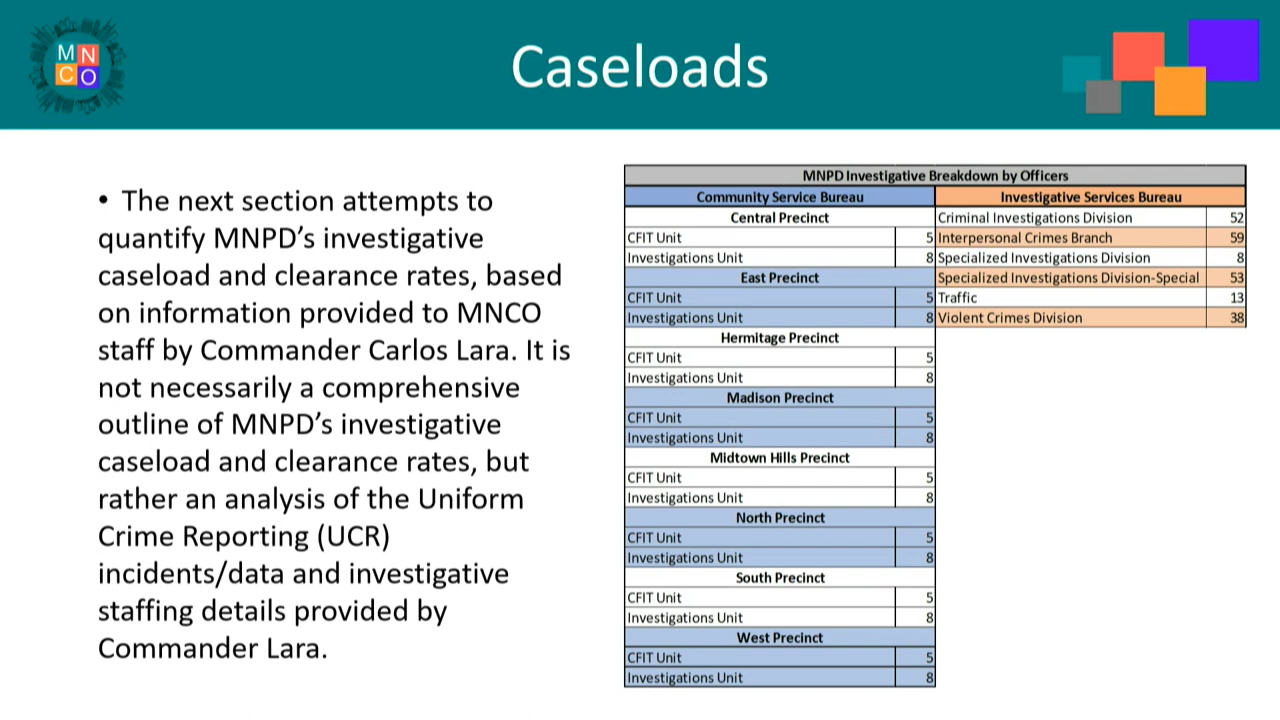 M N
C O
Caseloads
• The next section attempts to
quantify MNPD’s investigative
caseload and clearance rates, based
on information provided to MNCO
staff by Commander Carlos Lara. It is
not necessarily a comprehensive
outline of MNPD’s investigative
caseload and clearance rates, but
rather an analysis of the Uniform
Crime Reporting (UCR)
incidents/data and investigative
staffing details provided by
Commander Lara.
MNPD Investigative Breakdown by Officers
Community Service Bureau Investigative Services Bureau
Central Precinct Criminal Investigations Division 52
CFIT Unit 5 Interpersonal Crimes Branch 59
Investigations Unit 8 Specialized Investigations Division 8
East Precinct Specialized Investigations Division-Special 53
CFIT Unit 5 Traffic 13
Investigations Unit 8 Violent Crimes Division 38
Hermitage Precinct
CFIT Unit 5
Investigations Unit 8
Madison Precinct
CFIT Unit 5
Investigations Unit 8
Midtown Hills Precinct
CFIT Unit 5
Investigations Unit 8
North Precinct
CFIT Unit 5
Investigations Unit 8
South Precinct
CFIT Unit 5
Investigations Unit 8
West Precinct
CFIT Unit 5
Investigations Unit 8